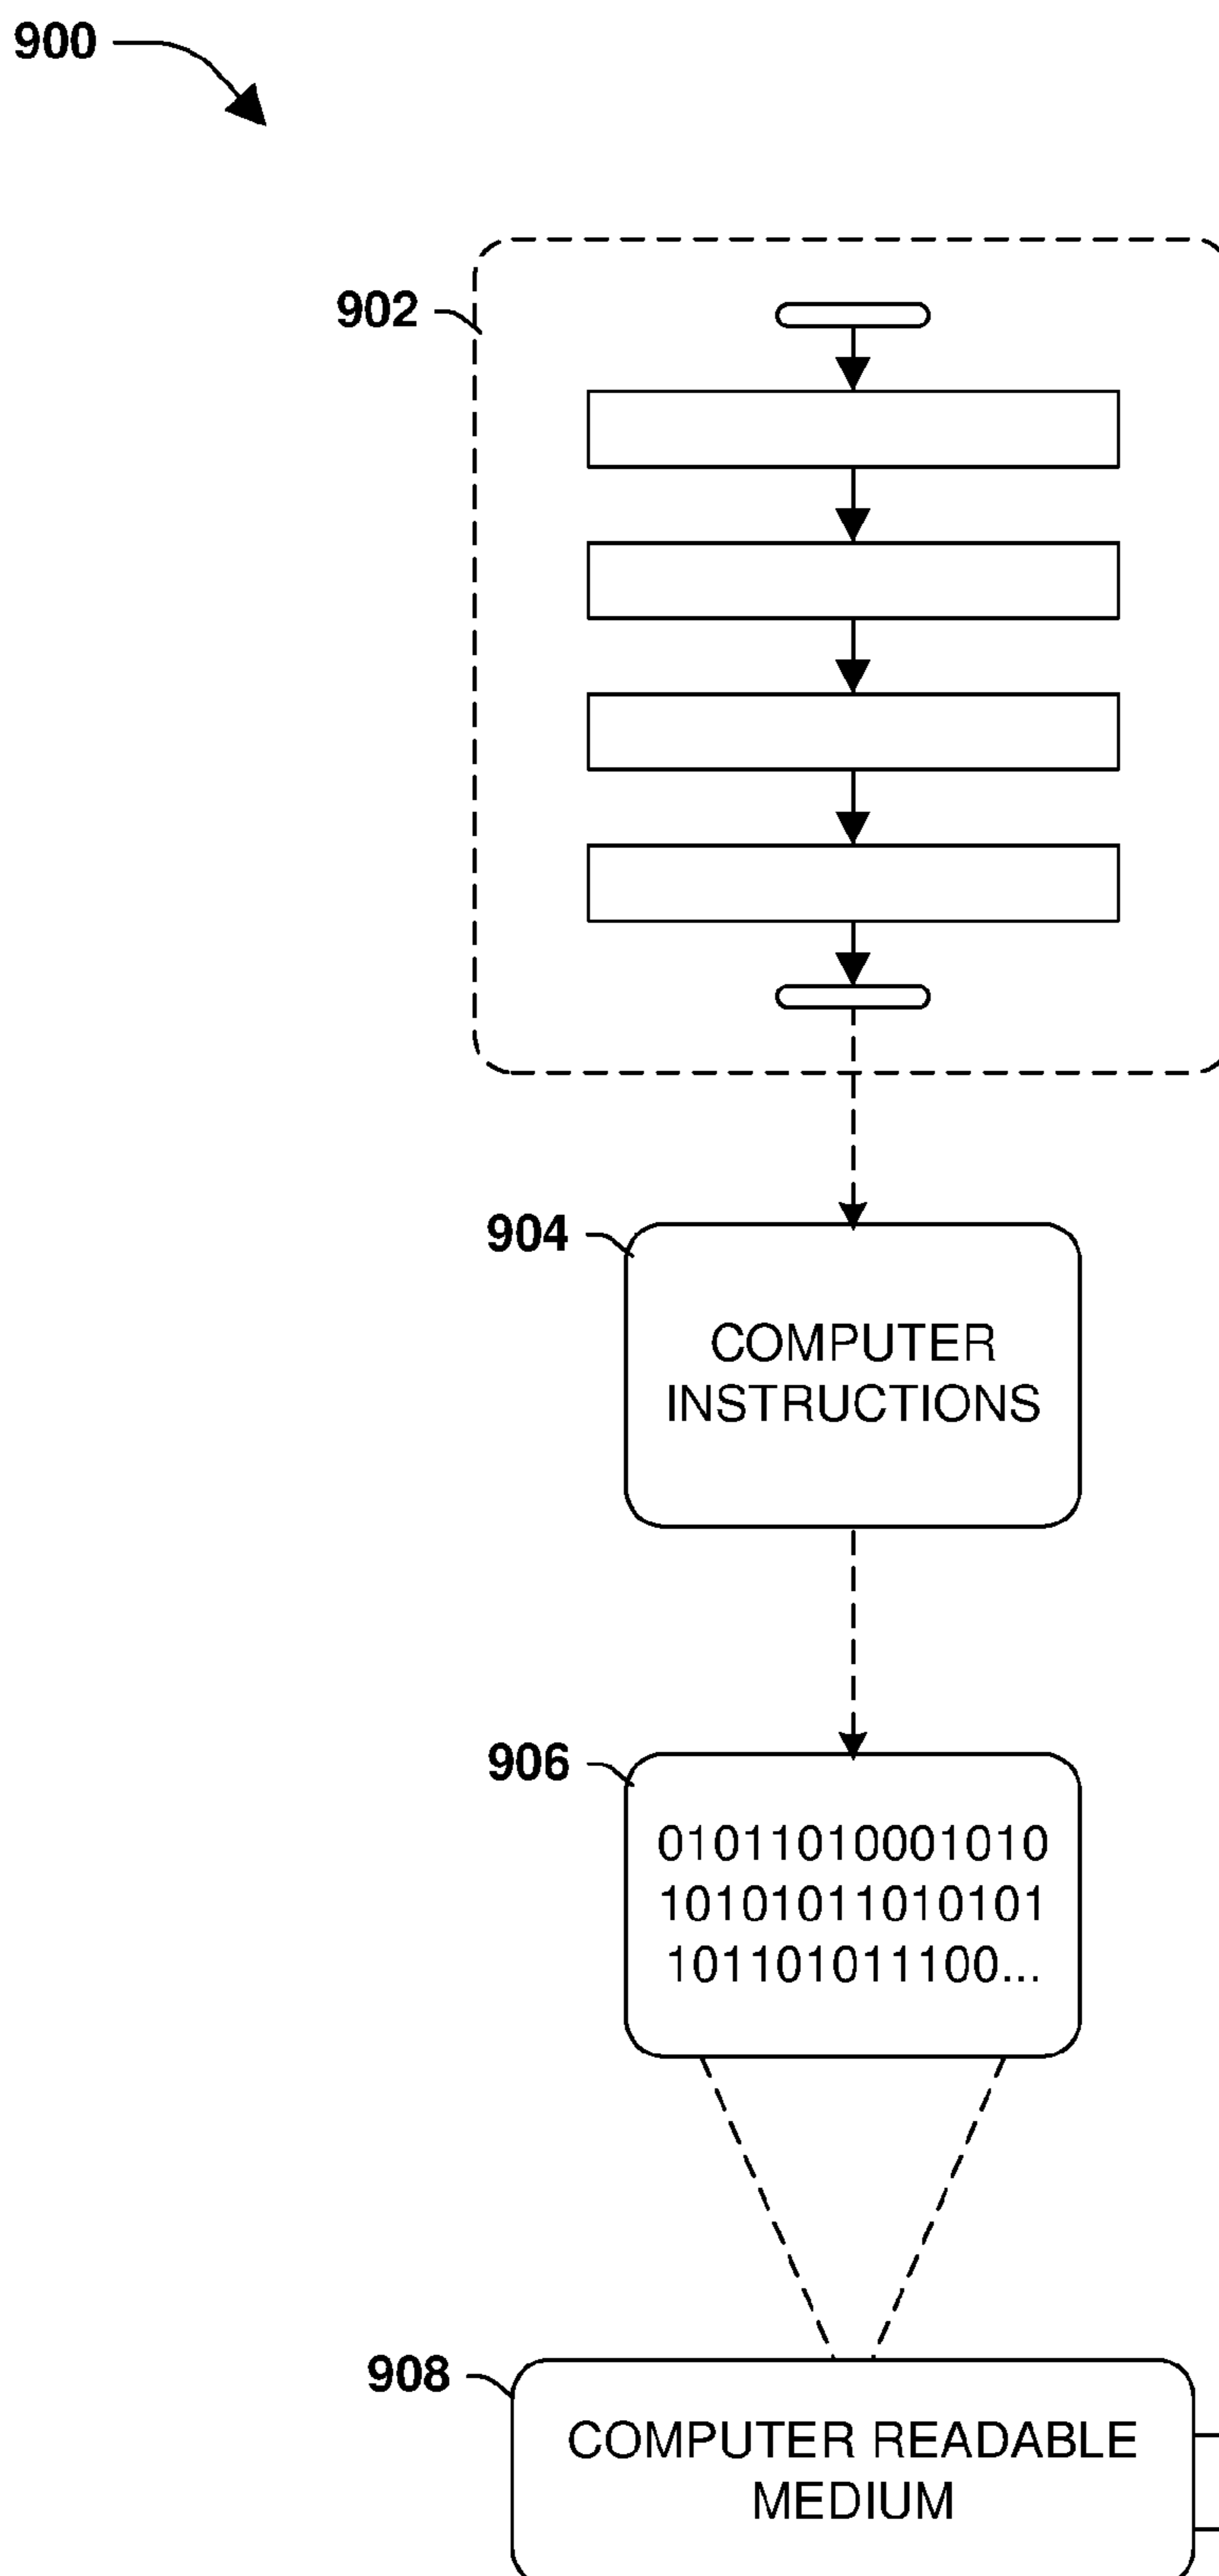 900
902
904
COMPUTER
INSTRUCTIONS
906
01011010001010
10101011010101
101101011100...
908
COMPUTER READABLE
MEDIUM